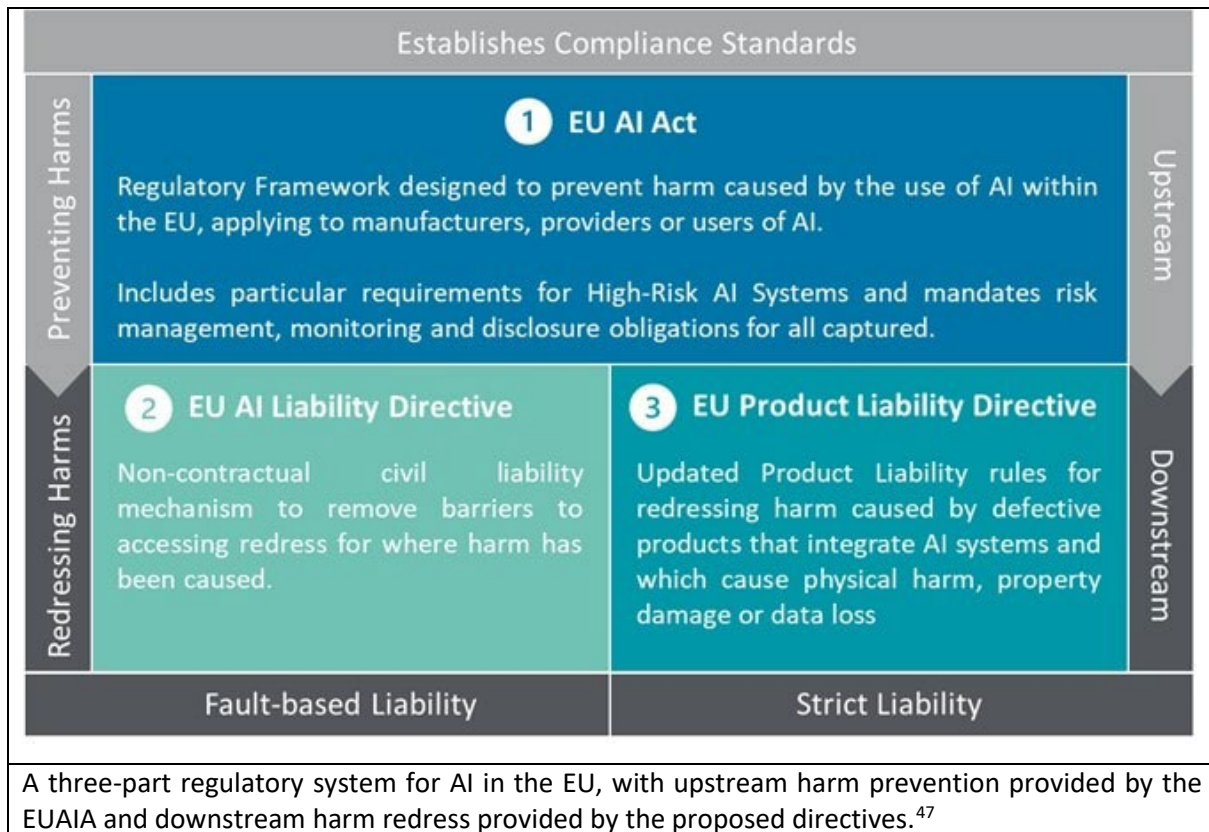 Establishes Compliance Standards
Preventing Harms
1 EU AI Act
Regulatory Framework designed to prevent harm caused by the use of AI within
the EU, applying to manufacturers, providers or users of AI.
Includes particular requirements for High-Risk AI Systems and mandates risk
management, monitoring and disclosure obligations for all captured.
Upstream
Redressing Harms
2 EU AI Liability Directive
Non-contractual civil liability
mechanism to remove barriers to
accessing redress for where harm has
been caused.
3 EU Product Liability Directive
Updated Product Liability rules for
redressing harm caused by defective
products that integrate AI systems and
which cause physical harm, property
damage or data loss
Downstream
Fault-based Liability
Strict Liability
A three-part regulatory system for AI in the EU, with upstream harm prevention provided by the
EUAIA and downstream harm redress provided by the proposed directives.47